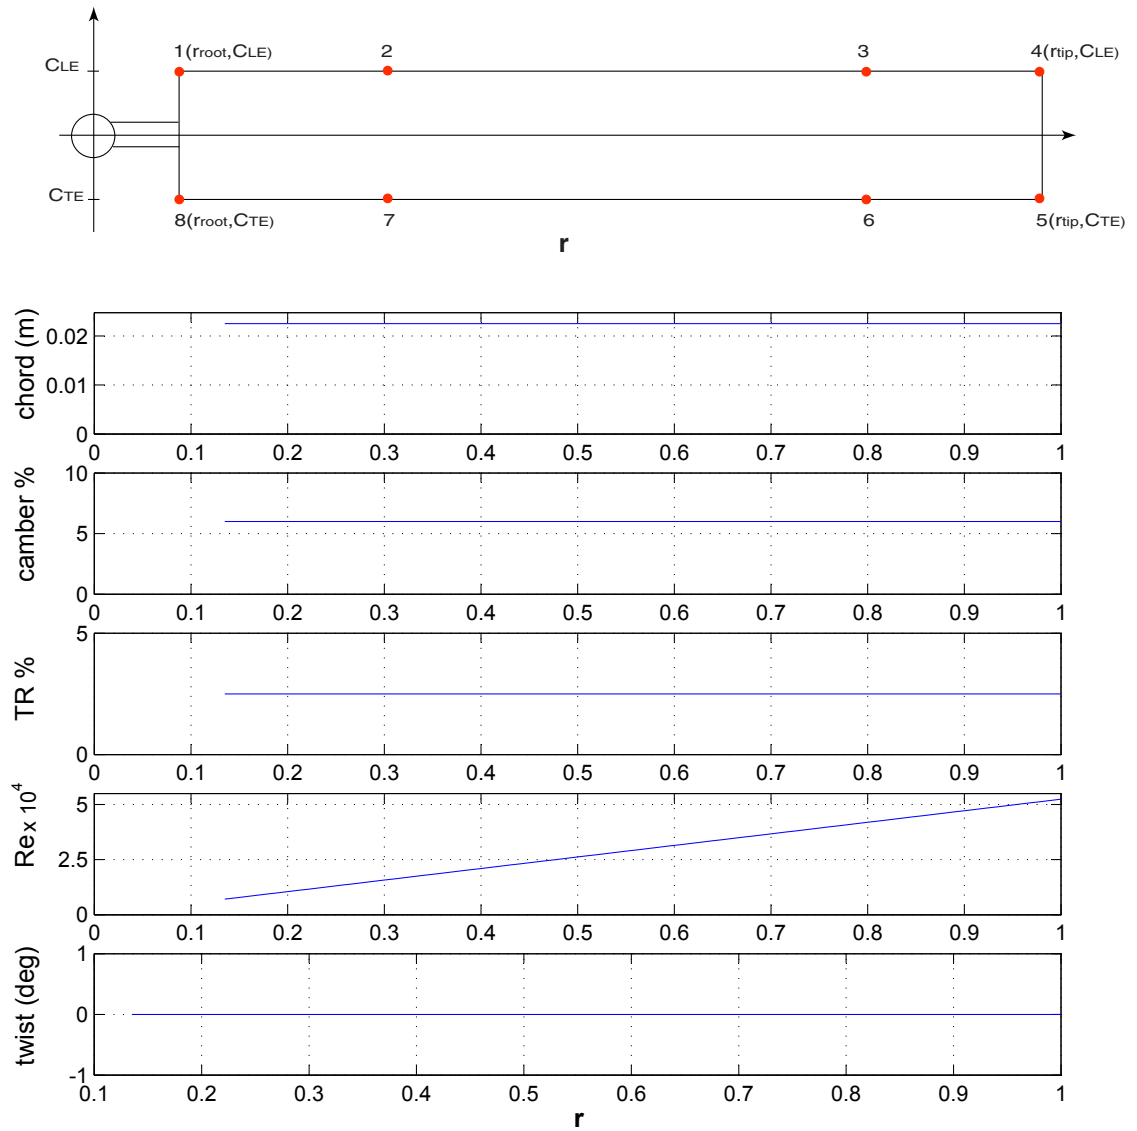 1(rroot,CLE) 2 3 4(rtip,CLE)
CLE
CTE
8(rroot,CTE) 7 6 5(rtip,CTE)
r
chord (m)
0.02
0.01
0
0 0.1 0.2 0.3 0.4 0.5 0.6 0.7 0.8 0.9 1
camber %
10
5
0
0 0.1 0.2 0.3 0.4 0.5 0.6 0.7 0.8 0.9 1
TR %
5
0
0 0.1 0.2 0.3 0.4 0.5 0.6 0.7 0.8 0.9 1
Rex 10^4
5
2.5
0
0 0.1 0.2 0.3 0.4 0.5 0.6 0.7 0.8 0.9 1
twist (deg)
1
0
-1
0.1 0.2 0.3 0.4 0.5 0.6 0.7 0.8 0.9 1
r